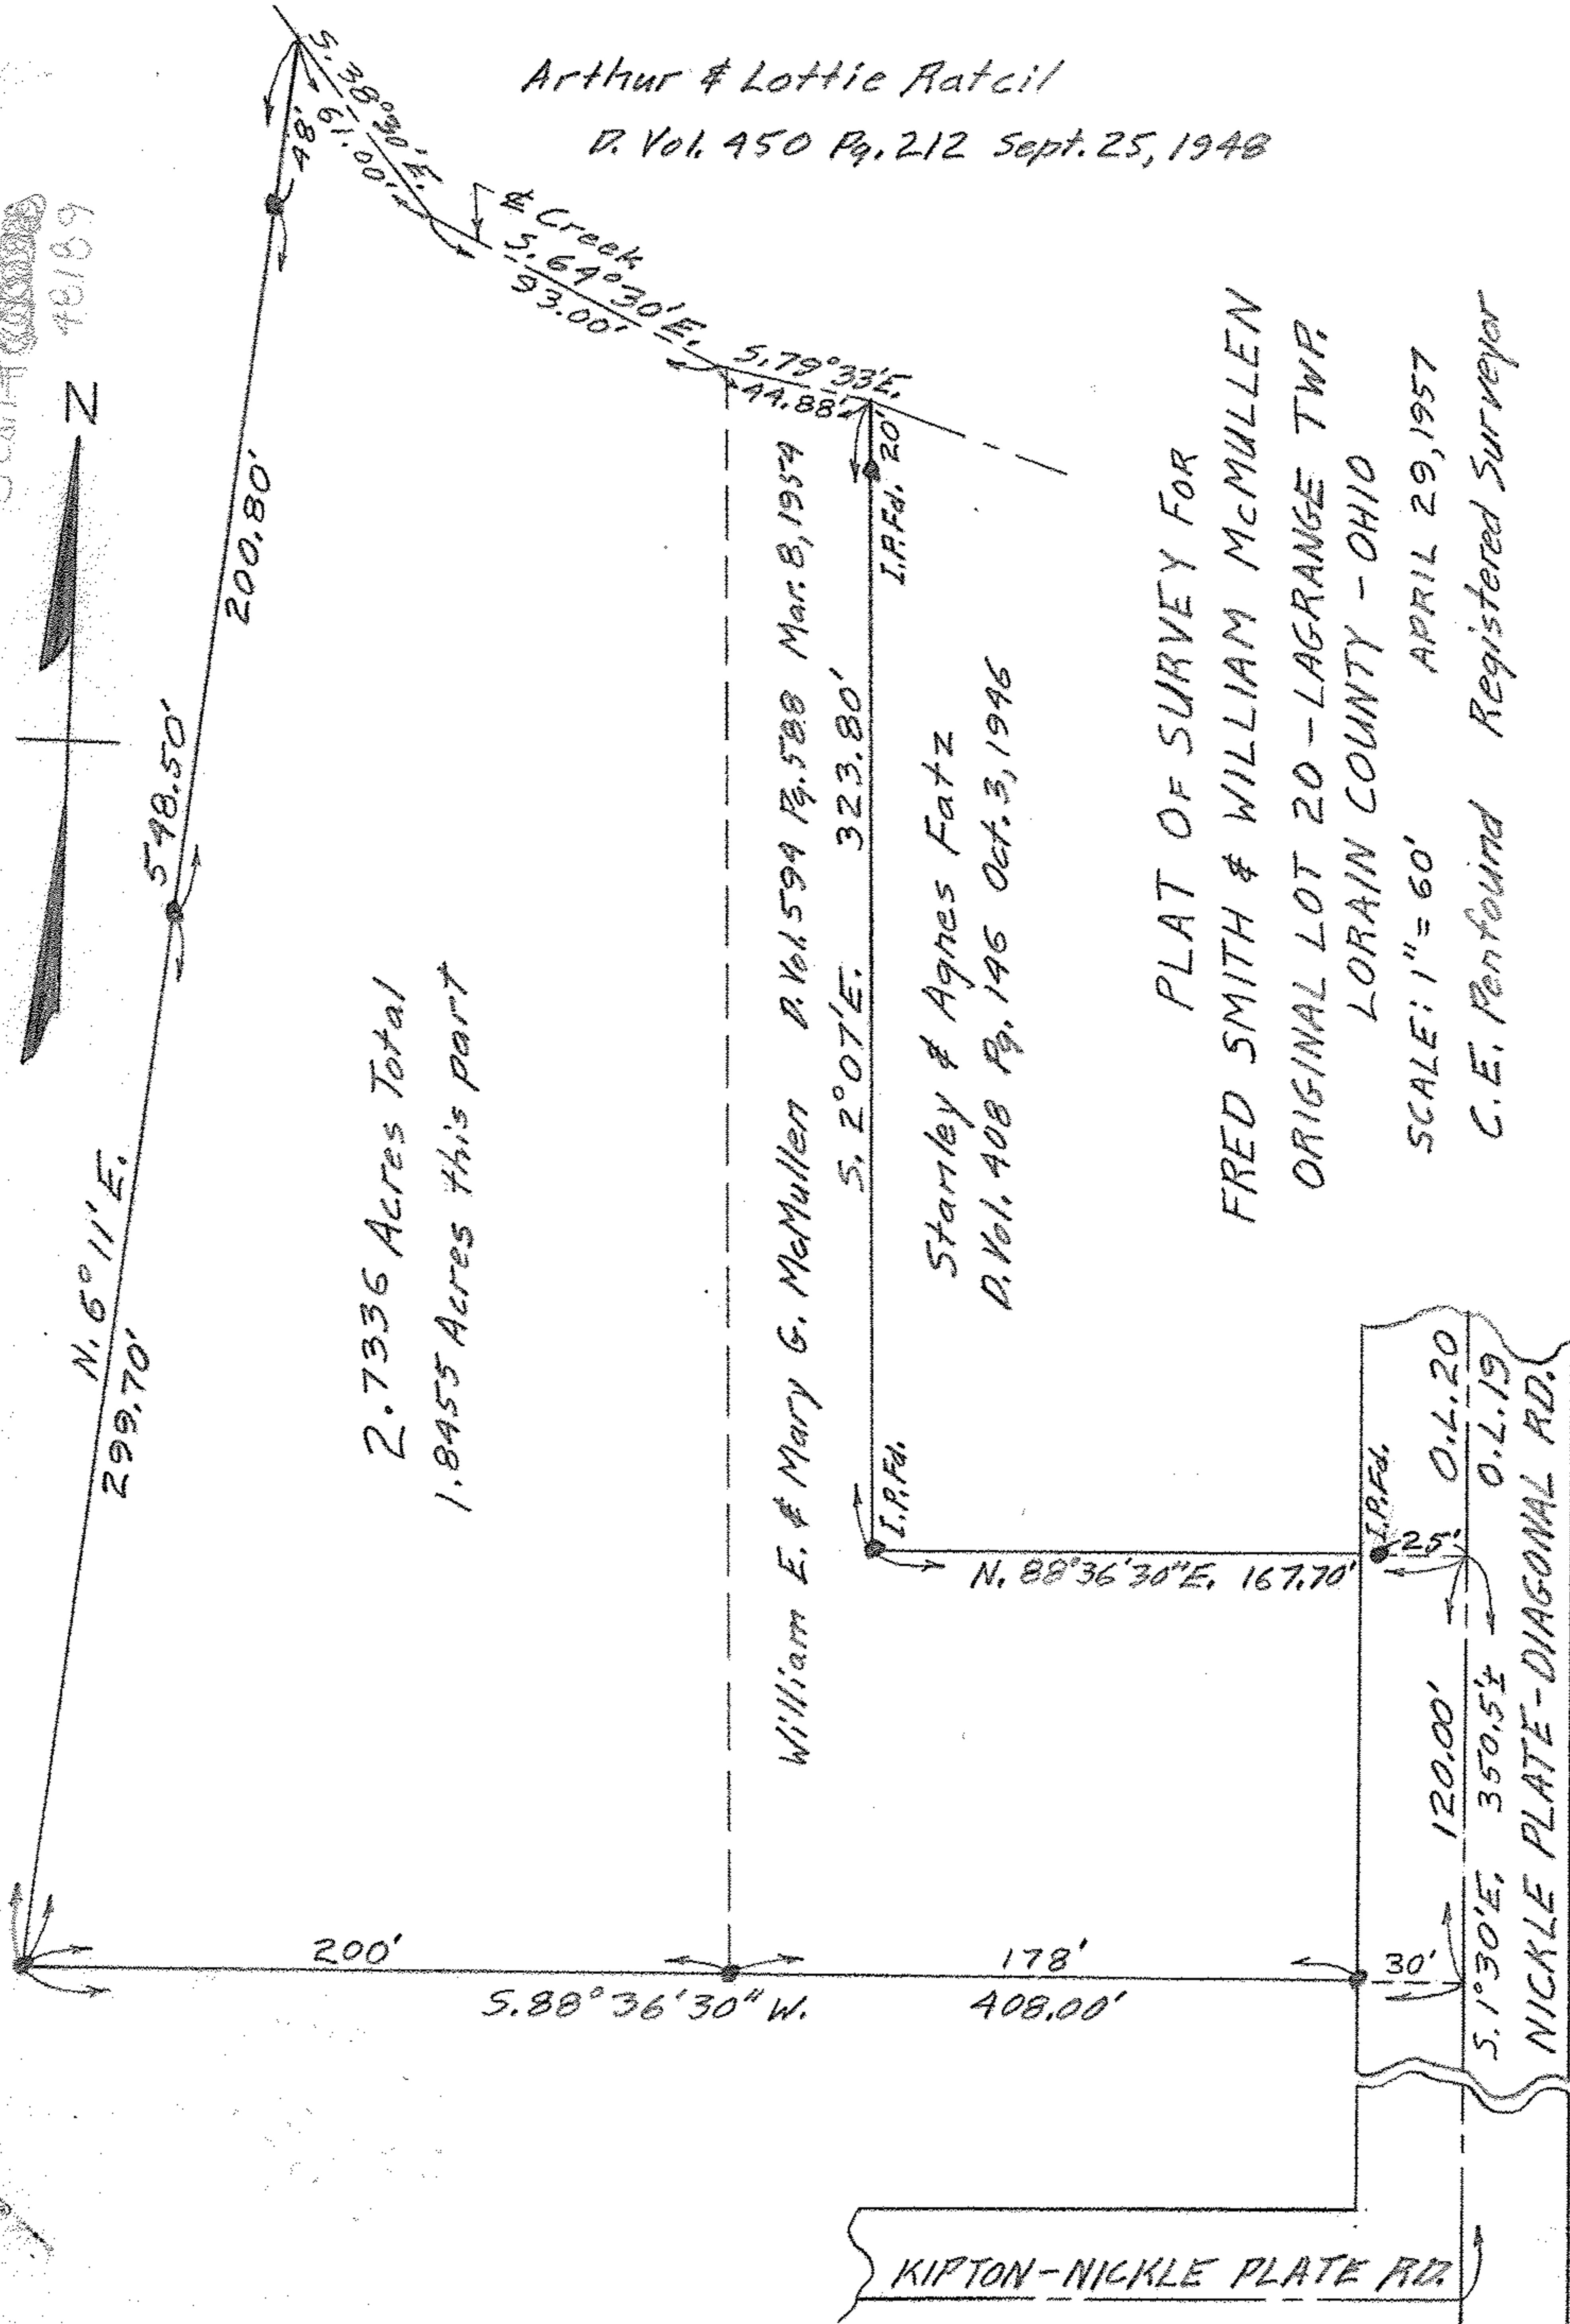 48189
Z
Arthur & Lottie Ratcil
D. Vol. 450 Pg. 212 Sept. 25, 1948
S. 38° 00' E.
61.00'
48'
℄ Creek
S. 64° 30' E.
93.00'
S. 79° 33' E.
44.88'
20'
I.P. Fd.
200.80'
548.50'
N. 6° 11' E.
299.70'
2.7336 Acres Total
1.8455 Acres this part
William E. & Mary G. McMullen D. Vol. 594 Pg. 588 Mar. 8, 1954
S. 2° 07' E. 323.80'
Stanley & Agnes Fatz
D. Vol. 408 Pg. 146 Oct. 3, 1946
I.P. Fd.
N. 88° 36' 30" E. 167.70'
I.P. Fd.
25'
O.L. 20
O.L. 19
200'
178'
30'
S. 88° 36' 30" W. 408.00'
120.00'
S. 1° 30' E. 350.5'±
NICKLE PLATE-DIAGONAL RD.
KIPTON-NICKLE PLATE RD.
PLAT OF SURVEY FOR
FRED SMITH & WILLIAM McMULLEN
ORIGINAL LOT 20 - LAGRANGE TWP.
LORAIN COUNTY - OHIO
SCALE: 1" = 60' APRIL 29, 1957
C. E. Penfound Registered Surveyor